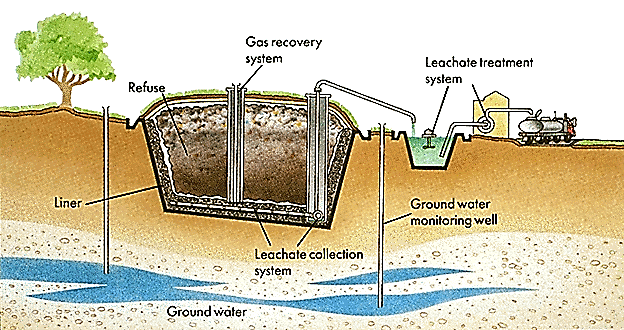 Gas recovery
system
Leachate treatment
system
Refuse
Liner
Ground water
monitoring well
Leachate collection
system
Ground water